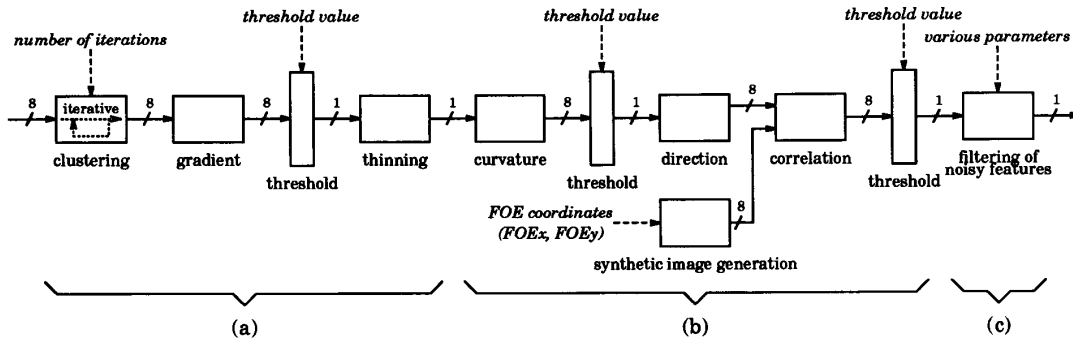 threshold value
threshold value
threshold value
number of iterations
various parameters
8
iterative
8
8
1
1
8
1
8
8
1
1
clustering
gradient
threshold
thinning
curvature
threshold
direction
correlation
threshold
filtering of
noisy features
FOE coordinates
(FOEx, FOEy)
8
synthetic image generation
(a)
(b)
(c)